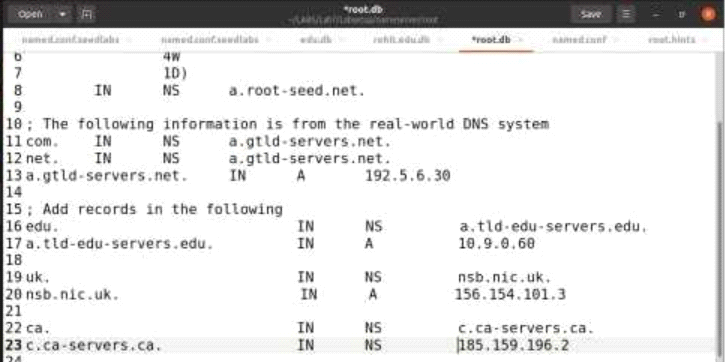 Open
*root.db
Save
named.conf.seedlabs named.conf.seedlabs edu.db *root.db named.conf root.hints
6 4W
7 1D)
8 IN NS a.root-seed.net.
9
10 ; The following information is from the real-world DNS system
11 com. IN NS a.gtld-servers.net.
12 net. IN NS a.gtld-servers.net.
13 a.gtld-servers.net. IN A 192.5.6.30
14
15 ; Add records in the following
16 edu. IN NS a.tld-edu-servers.edu.
17 a.tld-edu-servers.edu. IN A 10.9.0.60
18
19 uk. IN NS nsb.nic.uk.
20 nsb.nic.uk. IN A 156.154.101.3
21
22 ca. IN NS c.ca-servers.ca.
23 c.ca-servers.ca. IN NS 185.159.196.2
24